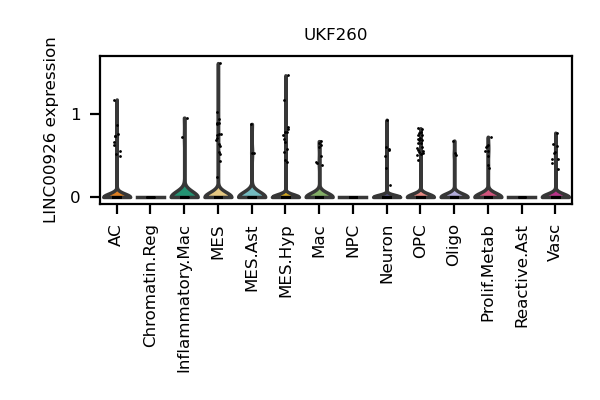 UKF260
LINC00926 expression
1
0
AC
Chromatin.Reg
Inflammatory.Mac
MES
MES.Ast
MES.Hyp
Mac
NPC
Neuron
OPC
Oligo
Prolif.Metab
Reactive.Ast
Vasc